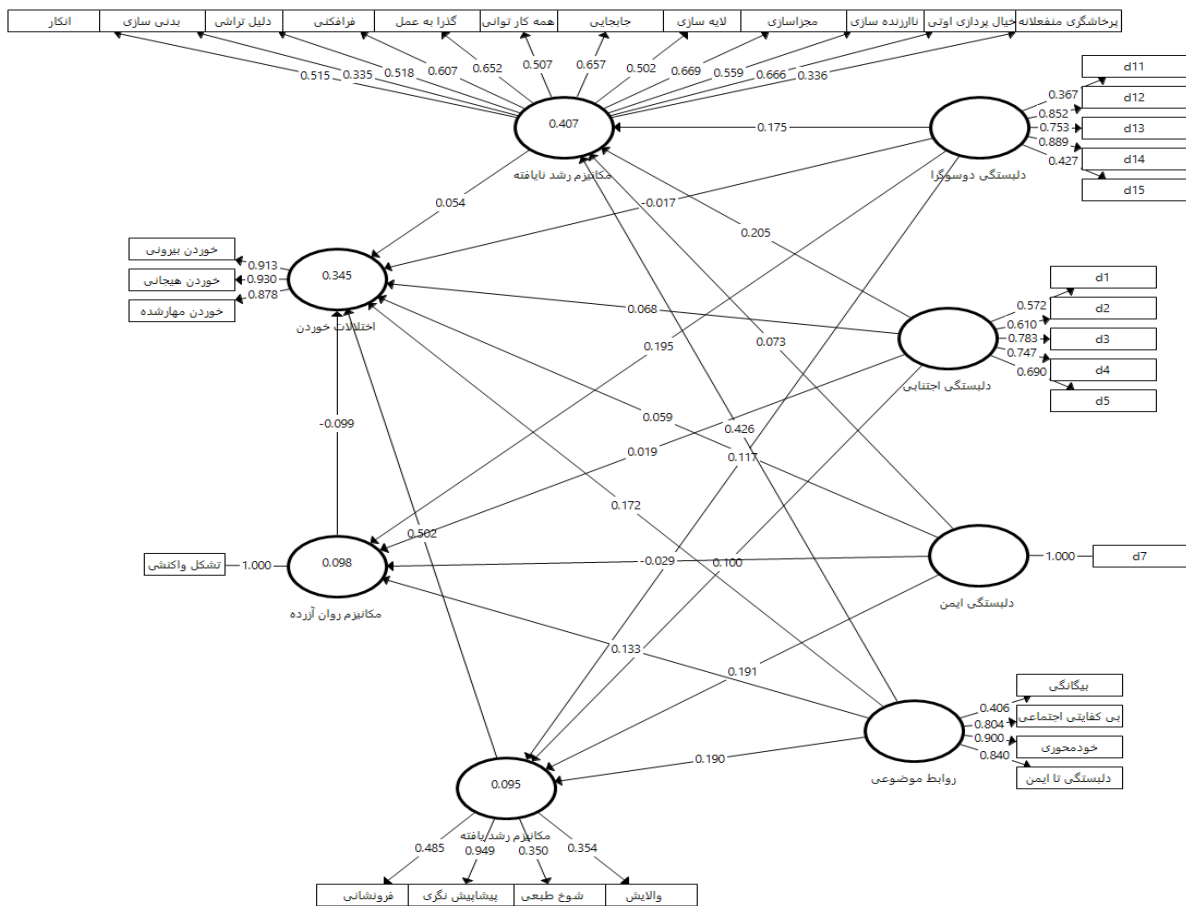 انکار
بدنی سازی
دلیل تراشی
فرافکنی
گذرا به عمل
همه کار توانی
جابجایی
لایه سازی
مجزاسازی
ناارزنده سازی
خیال پردازی اوتی
پرخاشگری منفعلانه
0.515
0.335
0.518
0.607
0.652
0.507
0.657
0.502
0.669
0.559
0.666
0.336
0.407
مکانیزم رشد نایافته
0.175
d11
d12
d13
d14
d15
0.367
0.852
0.753
0.889
0.427
دلبستگی دوسوگرا
0.054
-0.017
0.205
خوردن بیرونی
خوردن هیجانی
خوردن مهارشده
0.913
0.930
0.878
0.345
اختلالات خوردن
0.068
0.195
0.073
d1
d2
d3
d4
d5
0.572
0.610
0.783
0.747
0.690
دلبستگی اجتنابی
-0.099
0.059
0.019
0.426
0.117
0.172
0.502
-0.029
0.100
تشکل واکنشی
1.000
0.098
مکانیزم روان آزرده
1.000
d7
دلبستگی ایمن
0.133
0.191
0.190
بیگانگی
بی کفایتی اجتماعی
خودمحوری
دلبستگی تا ایمن
0.406
0.804
0.900
0.840
روابط موضوعی
0.095
مکانیزم رشد یافته
0.485
0.949
0.350
0.354
فرونشانی
پیشاپیش نگری
شوخ طبعی
والایش